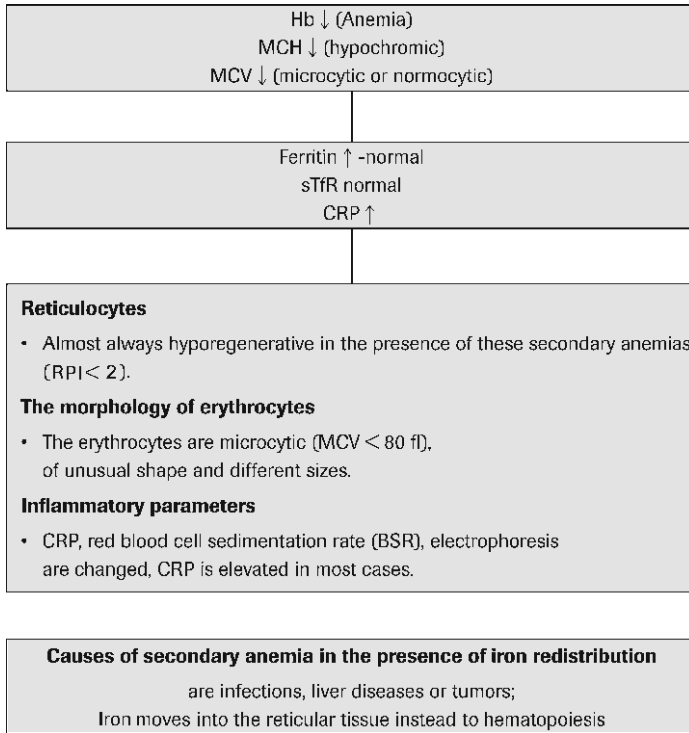 Hb ↓ (Anemia)
MCH ↓ (hypochromic)
MCV ↓ (microcytic or normocytic)
Ferritin ↑ -normal
sTfR normal
CRP ↑
Reticulocytes
• Almost always hyporegenerative in the presence of these secondary anemias
(RPI < 2).
The morphology of erythrocytes
• The erythrocytes are microcytic (MCV < 80 fl),
of unusual shape and different sizes.
Inflammatory parameters
• CRP, red blood cell sedimentation rate (BSR), electrophoresis
are changed, CRP is elevated in most cases.
Causes of secondary anemia in the presence of iron redistribution
are infections, liver diseases or tumors;
Iron moves into the reticular tissue instead to hematopoiesis